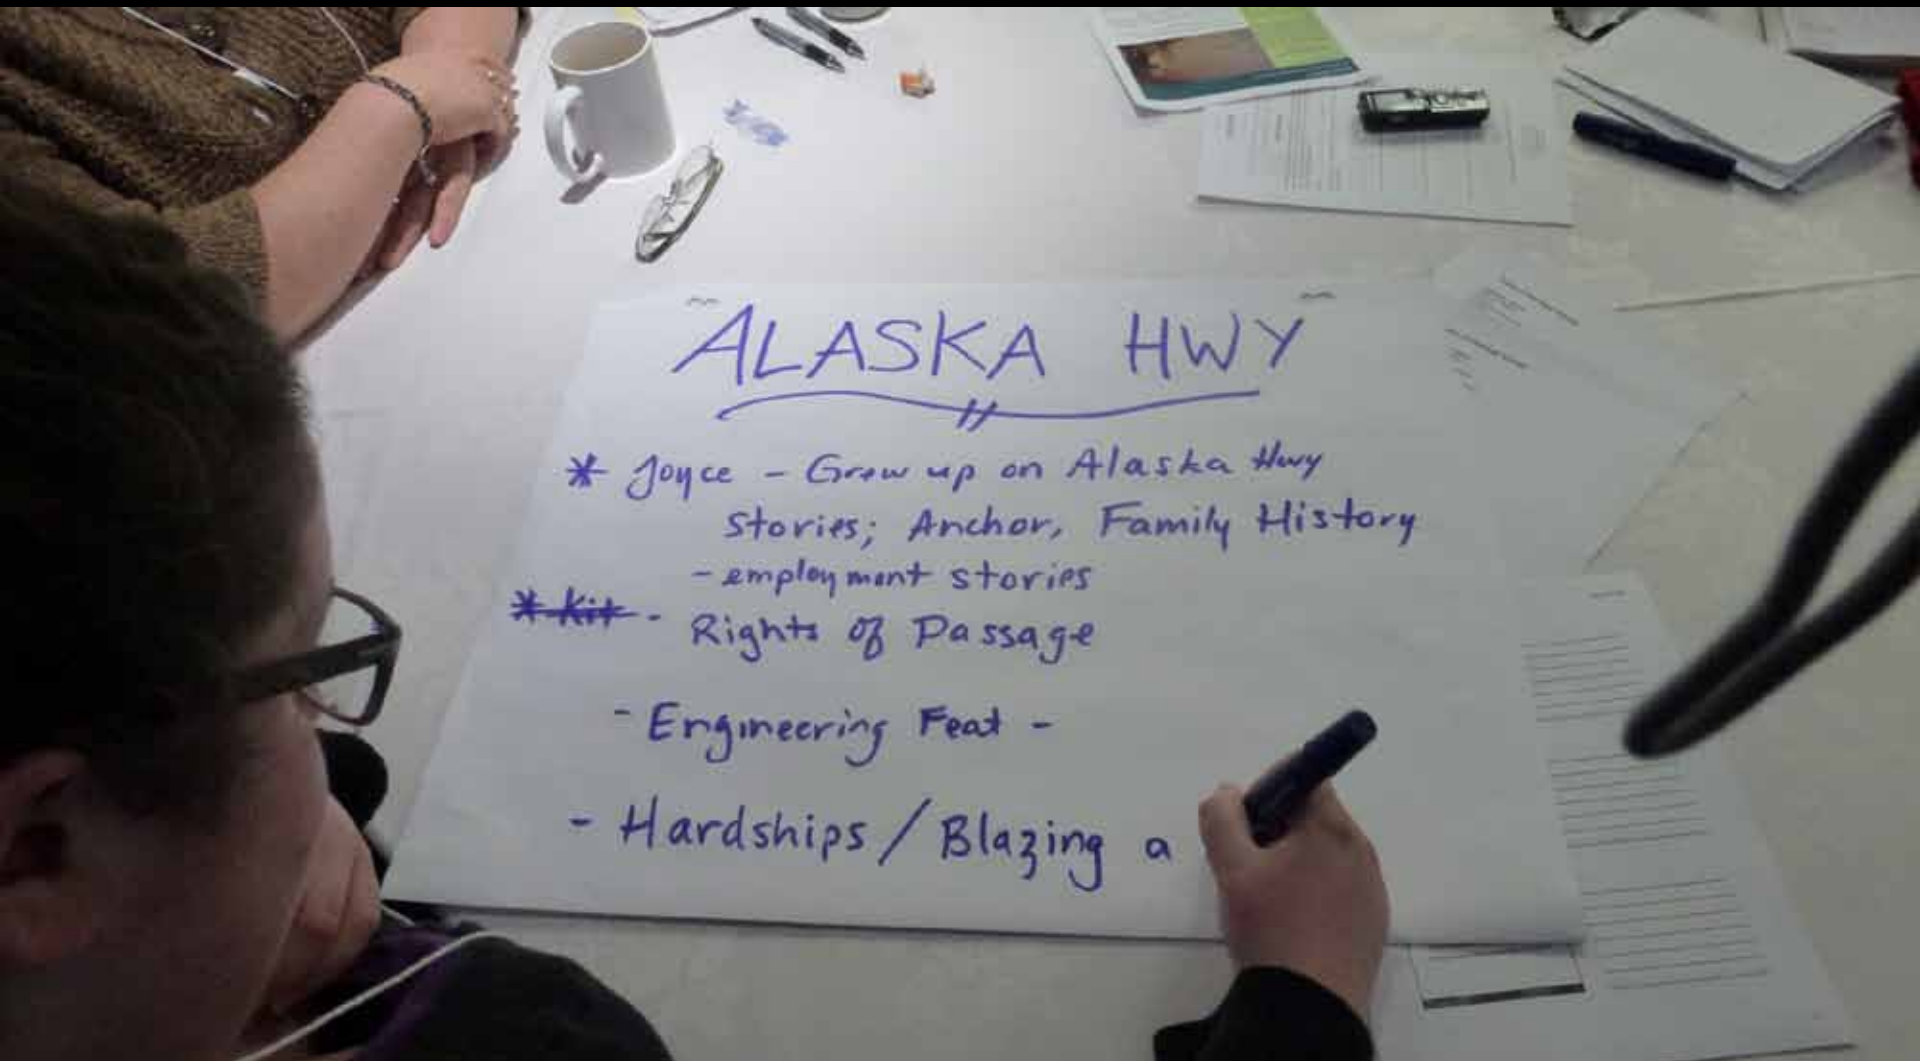 "ALASKA HWY"
* Joyce - Grew up on Alaska Hwy
stories; Anchor, Family History
- employment stories
* Kit - Rights of Passage
- Engineering Feat -
- Hardships / Blazing a